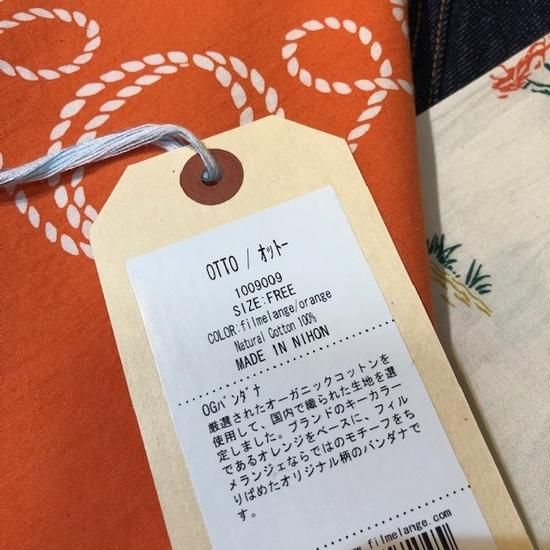 OTTO / ｵｯﾄｰ
1009009
SIZE:FREE
COLOR:filmelange/orange
Natural Cotton 100%
MADE IN NIHON
OGﾊﾞﾝﾀﾞﾅ
厳選されたオーガニックコットンを
使用して、国内で織られた生地を選
定しました。ブランドのキーカラー
であるオレンジをベースに、フィル
メランジェならではのモチーフをち
りばめたオリジナル柄のバンダナで
す。
www.filmelange.com